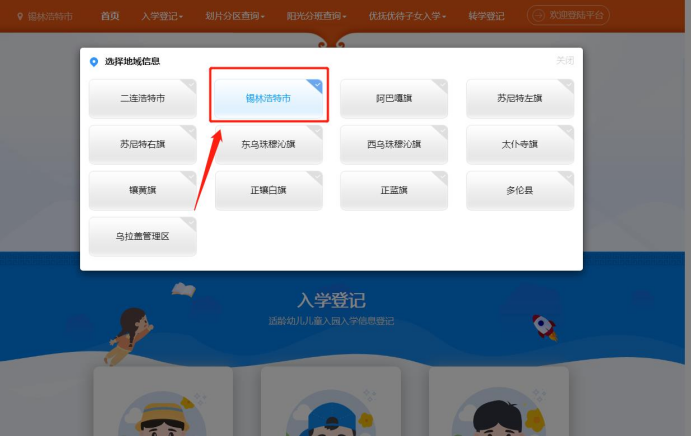 锡林浩特市 首页 入学登记 划片分区查询 阳光分班查询 优抚优待子女入学 转学登记 欢迎登陆平台
选择地域信息 关闭
二连浩特市 锡林浩特市 阿巴嘎旗 苏尼特左旗
苏尼特右旗 东乌珠穆沁旗 西乌珠穆沁旗 太仆寺旗
镶黄旗 正镶白旗 正蓝旗 多伦县
乌拉盖管理区
入学登记
适龄幼儿儿童入园入学信息登记